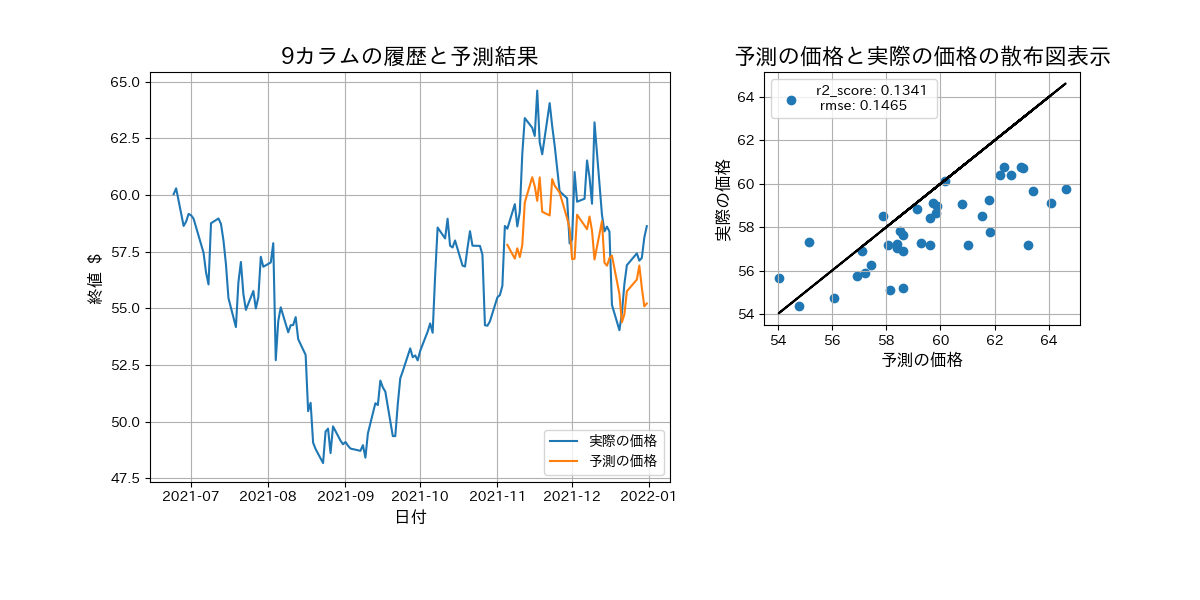 9カラムの履歴と予測結果
終値 $
65.0
62.5
60.0
57.5
55.0
52.5
50.0
47.5
2021-07
2021-08
2021-09
2021-10
2021-11
2021-12
2022-01
日付
実際の価格
予測の価格
予測の価格と実際の価格の散布図表示
実際の価格
64
62
60
58
56
54
54
56
58
60
62
64
予測の価格
r2_score: 0.1341
rmse: 0.1465